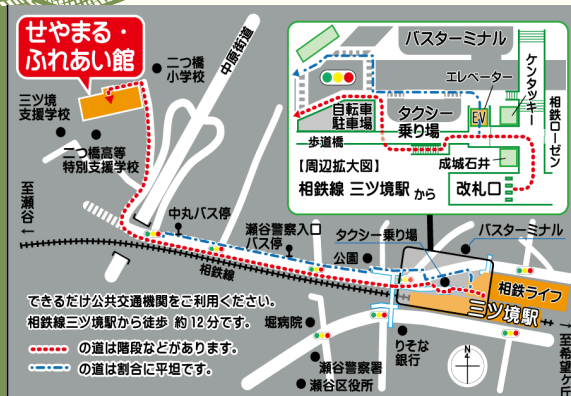 せやまる・
ふれあい館
二つ橋
小学校
中原街道
三ツ境
支援学校
二つ橋高等
特別支援学校
至瀬谷←
中丸バス停
瀬谷警察入口
バス停
相鉄線
タクシー乗り場
バスターミナル
公園
相鉄ライフ
三ツ境駅
→至希望ケ丘
堀病院
りそな
銀行
瀬谷警察署
瀬谷区役所
N
バスターミナル
エレベーター
ケンタッキー
相鉄ローゼン
自転車
駐車場
タクシー
乗り場
EV
歩道橋
成城石井
【周辺拡大図】
相鉄線 三ツ境駅 から
改札口
できるだけ公共交通機関をご利用ください。
相鉄線三ツ境駅から徒歩 約12分です。
の道は階段などがあります。
の道は割合に平坦です。